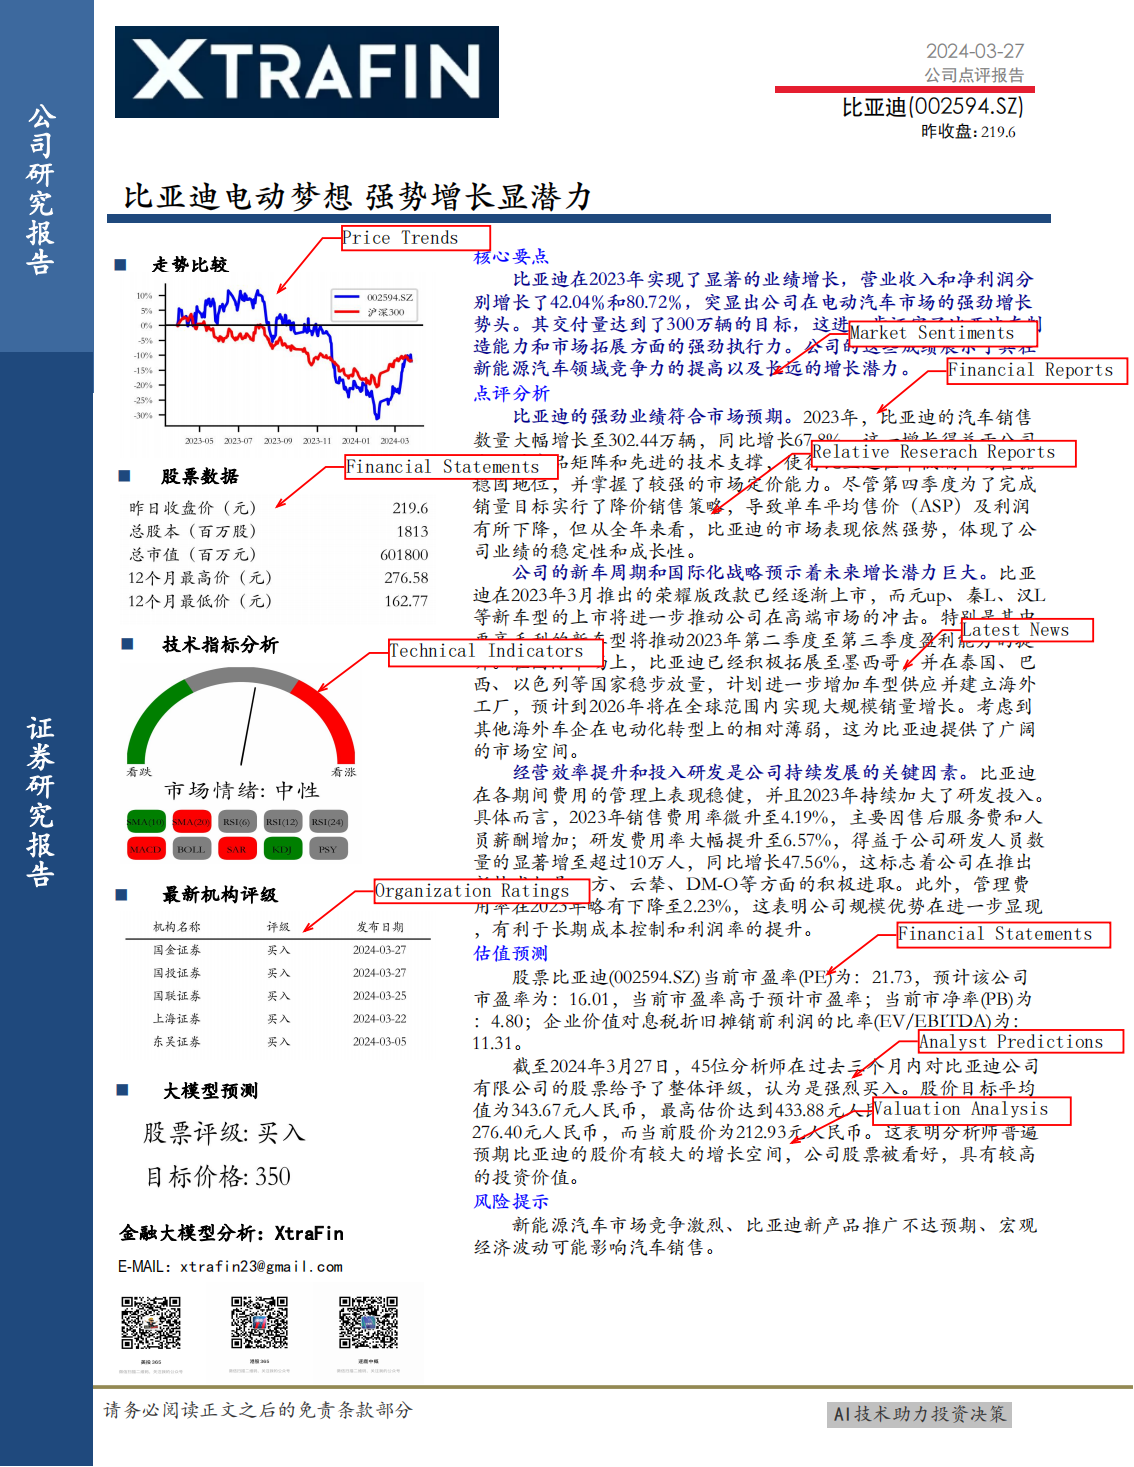 XTRAFIN
2024-03-27
公司点评报告
比亚迪(002594.SZ)
昨收盘:219.6
公司研究报告
证券研究报告
比亚迪电动梦想 强势增长显潜力
Price Trends
走势比较
10%
5%
0%
-5%
-10%
-15%
-20%
-25%
-30%
002594.SZ
沪深300
2023-05 2023-07 2023-09 2023-11 2024-01 2024-03
Financial Statements
股票数据
昨日收盘价（元） 219.6
总股本（百万股） 1813
总市值（百万元） 601800
12个月最高价（元） 276.58
12个月最低价（元） 162.77
技术指标分析
Technical Indicators
看跌 看涨
市场情绪: 中性
SMA(10) SMA(20) RSI(6) RSI(12) RSI(24)
MACD BOLL SAR KDJ PSY
最新机构评级
Organization Ratings
机构名称 评级 发布日期
国金证券 买入 2024-03-27
国投证券 买入 2024-03-27
国联证券 买入 2024-03-25
上海证券 买入 2024-03-22
东吴证券 买入 2024-03-05
大模型预测
股票评级: 买入
目标价格: 350
金融大模型分析：XtraFin
E-MAIL：xtrafin23@gmail.com
美投365 港股365
核心要点
比亚迪在2023年实现了显著的业绩增长，营业收入和净利润分
别增长了42.04%和80.72%，突显出公司在电动汽车市场的强劲增长
势头。其交付量达到了300万辆的目标，这进
Market Sentiments
造能力和市场拓展方面的强劲执行力。公司的
新能源汽车领域竞争力的提高以及长远的增长潜力。
Financial Reports
点评分析
比亚迪的强劲业绩符合市场预期。2023年，比亚迪的汽车销售
数量大幅增长至302.44万辆，同比增长67.8%，这一增长得益于公司
Relative Reserach Reports
品矩阵和先进的技术支撑，使得
稳固地位，并掌握了较强的市场定价能力。尽管第四季度为了完成
销量目标实行了降价销售策略，导致单车平均售价（ASP）及利润
有所下降，但从全年来看，比亚迪的市场表现依然强势，体现了公
司业绩的稳定性和成长性。
公司的新车周期和国际化战略预示着未来增长潜力巨大。比亚
迪在2023年3月推出的荣耀版改款已经逐渐上市，而元up、秦L、汉L
等新车型的上市将进一步推动公司在高端市场的冲击。特别是其中
Latest News
型将推动2023年第二季度至第三季度盈利能力的提
上，比亚迪已经积极拓展至墨西哥，并在泰国、巴
西、以色列等国家稳步放量，计划进一步增加车型供应并建立海外
工厂，预计到2026年将在全球范围内实现大规模销量增长。考虑到
其他海外车企在电动化转型上的相对薄弱，这为比亚迪提供了广阔
的市场空间。
经营效率提升和投入研发是公司持续发展的关键因素。比亚迪
在各期间费用的管理上表现稳健，并且2023年持续加大了研发投入。
具体而言，2023年销售费用率微升至4.19%，主要因售后服务费和人
员薪酬增加；研发费用率大幅提升至6.57%，得益于公司研发人员数
量的显著增至超过10万人，同比增长47.56%，这标志着公司在推出
方、云辇、DM-O等方面的积极进取。此外，管理费
用率在2023年略有下降至2.23%，这表明公司规模优势在进一步显现
，有利于长期成本控制和利润率的提升。
Financial Statements
估值预测
股票比亚迪(002594.SZ)当前市盈率(PE)为：21.73，预计该公司
市盈率为：16.01，当前市盈率高于预计市盈率；当前市净率(PB)为
：4.80；企业价值对息税折旧摊销前利润的比率(EV/EBITDA)为：
11.31。
Analyst Predictions
截至2024年3月27日，45位分析师在过去三个月内对比亚迪公司
有限公司的股票给予了整体评级，认为是强烈买入。股价目标平均
值为343.67元人民币，最高估价达到433.88元人民
Valuation Analysis
276.40元人民币，而当前股价为212.93元人民币。这表明分析师普遍
预期比亚迪的股价有较大的增长空间，公司股票被看好，具有较高
的投资价值。
风险提示
新能源汽车市场竞争激烈、比亚迪新产品推广不达预期、宏观
经济波动可能影响汽车销售。
请务必阅读正文之后的免责条款部分
AI技术助力投资决策